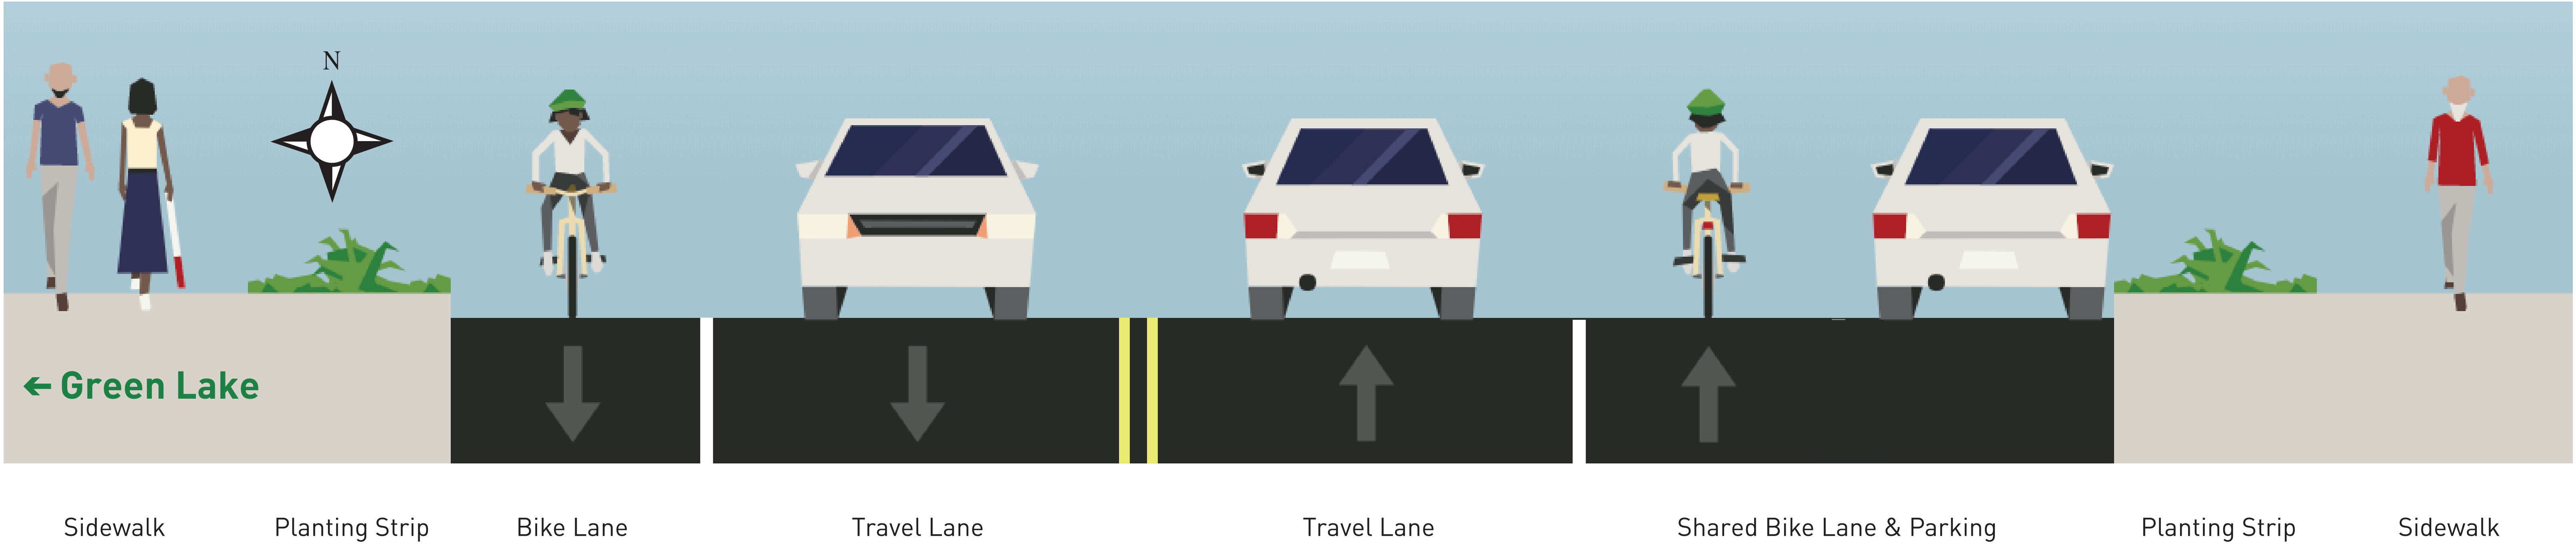 N
← Green Lake
Sidewalk
Planting Strip
Bike Lane
Travel Lane
Travel Lane
Shared Bike Lane & Parking
Planting Strip
Sidewalk